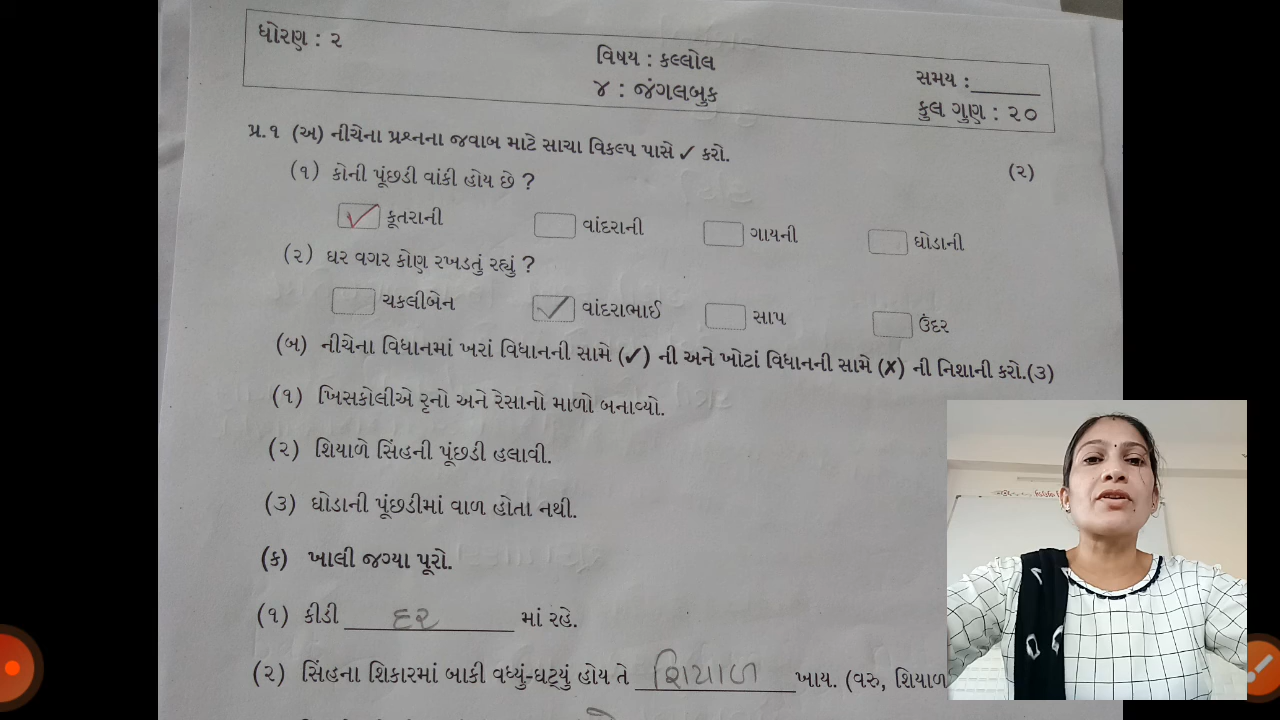 ધોરણ : ૨
વિષય : કલ્લોલ
સમય :______
૪ : જંગલબુક
કુલ ગુણ : ૨૦
પ્ર.૧ (અ) નીચેના પ્રશ્નના જવાબ માટે સાચા વિકલ્પ પાસે ✓ કરો. (૨)
(૧) કોની પૂંછડી વાંકી હોય છે ?
✓ કૂતરાની વાંદરાની ગાયની ઘોડાની
(૨) ઘર વગર કોણ રખડતું રહ્યું ?
ચકલીબેન ✓ વાંદરાભાઈ સાપ ઉંદર
(બ) નીચેના વિધાનમાં ખરાં વિધાનની સામે (✓) ની અને ખોટાં વિધાનની સામે (✗) ની નિશાની કરો.(૩)
(૧) ખિસકોલીએ રૂનો અને રેસાનો માળો બનાવ્યો.
(૨) શિયાળે સિંહની પૂંછડી હલાવી.
(૩) ઘોડાની પૂંછડીમાં વાળ હોતા નથી.
(ક) ખાલી જગ્યા પૂરો.
(૧) કીડી દર માં રહે.
(૨) સિંહના શિકારમાં બાકી વધ્યું-ઘટ્યું હોય તે શિયાળ ખાય. (વરુ, શિયાળ